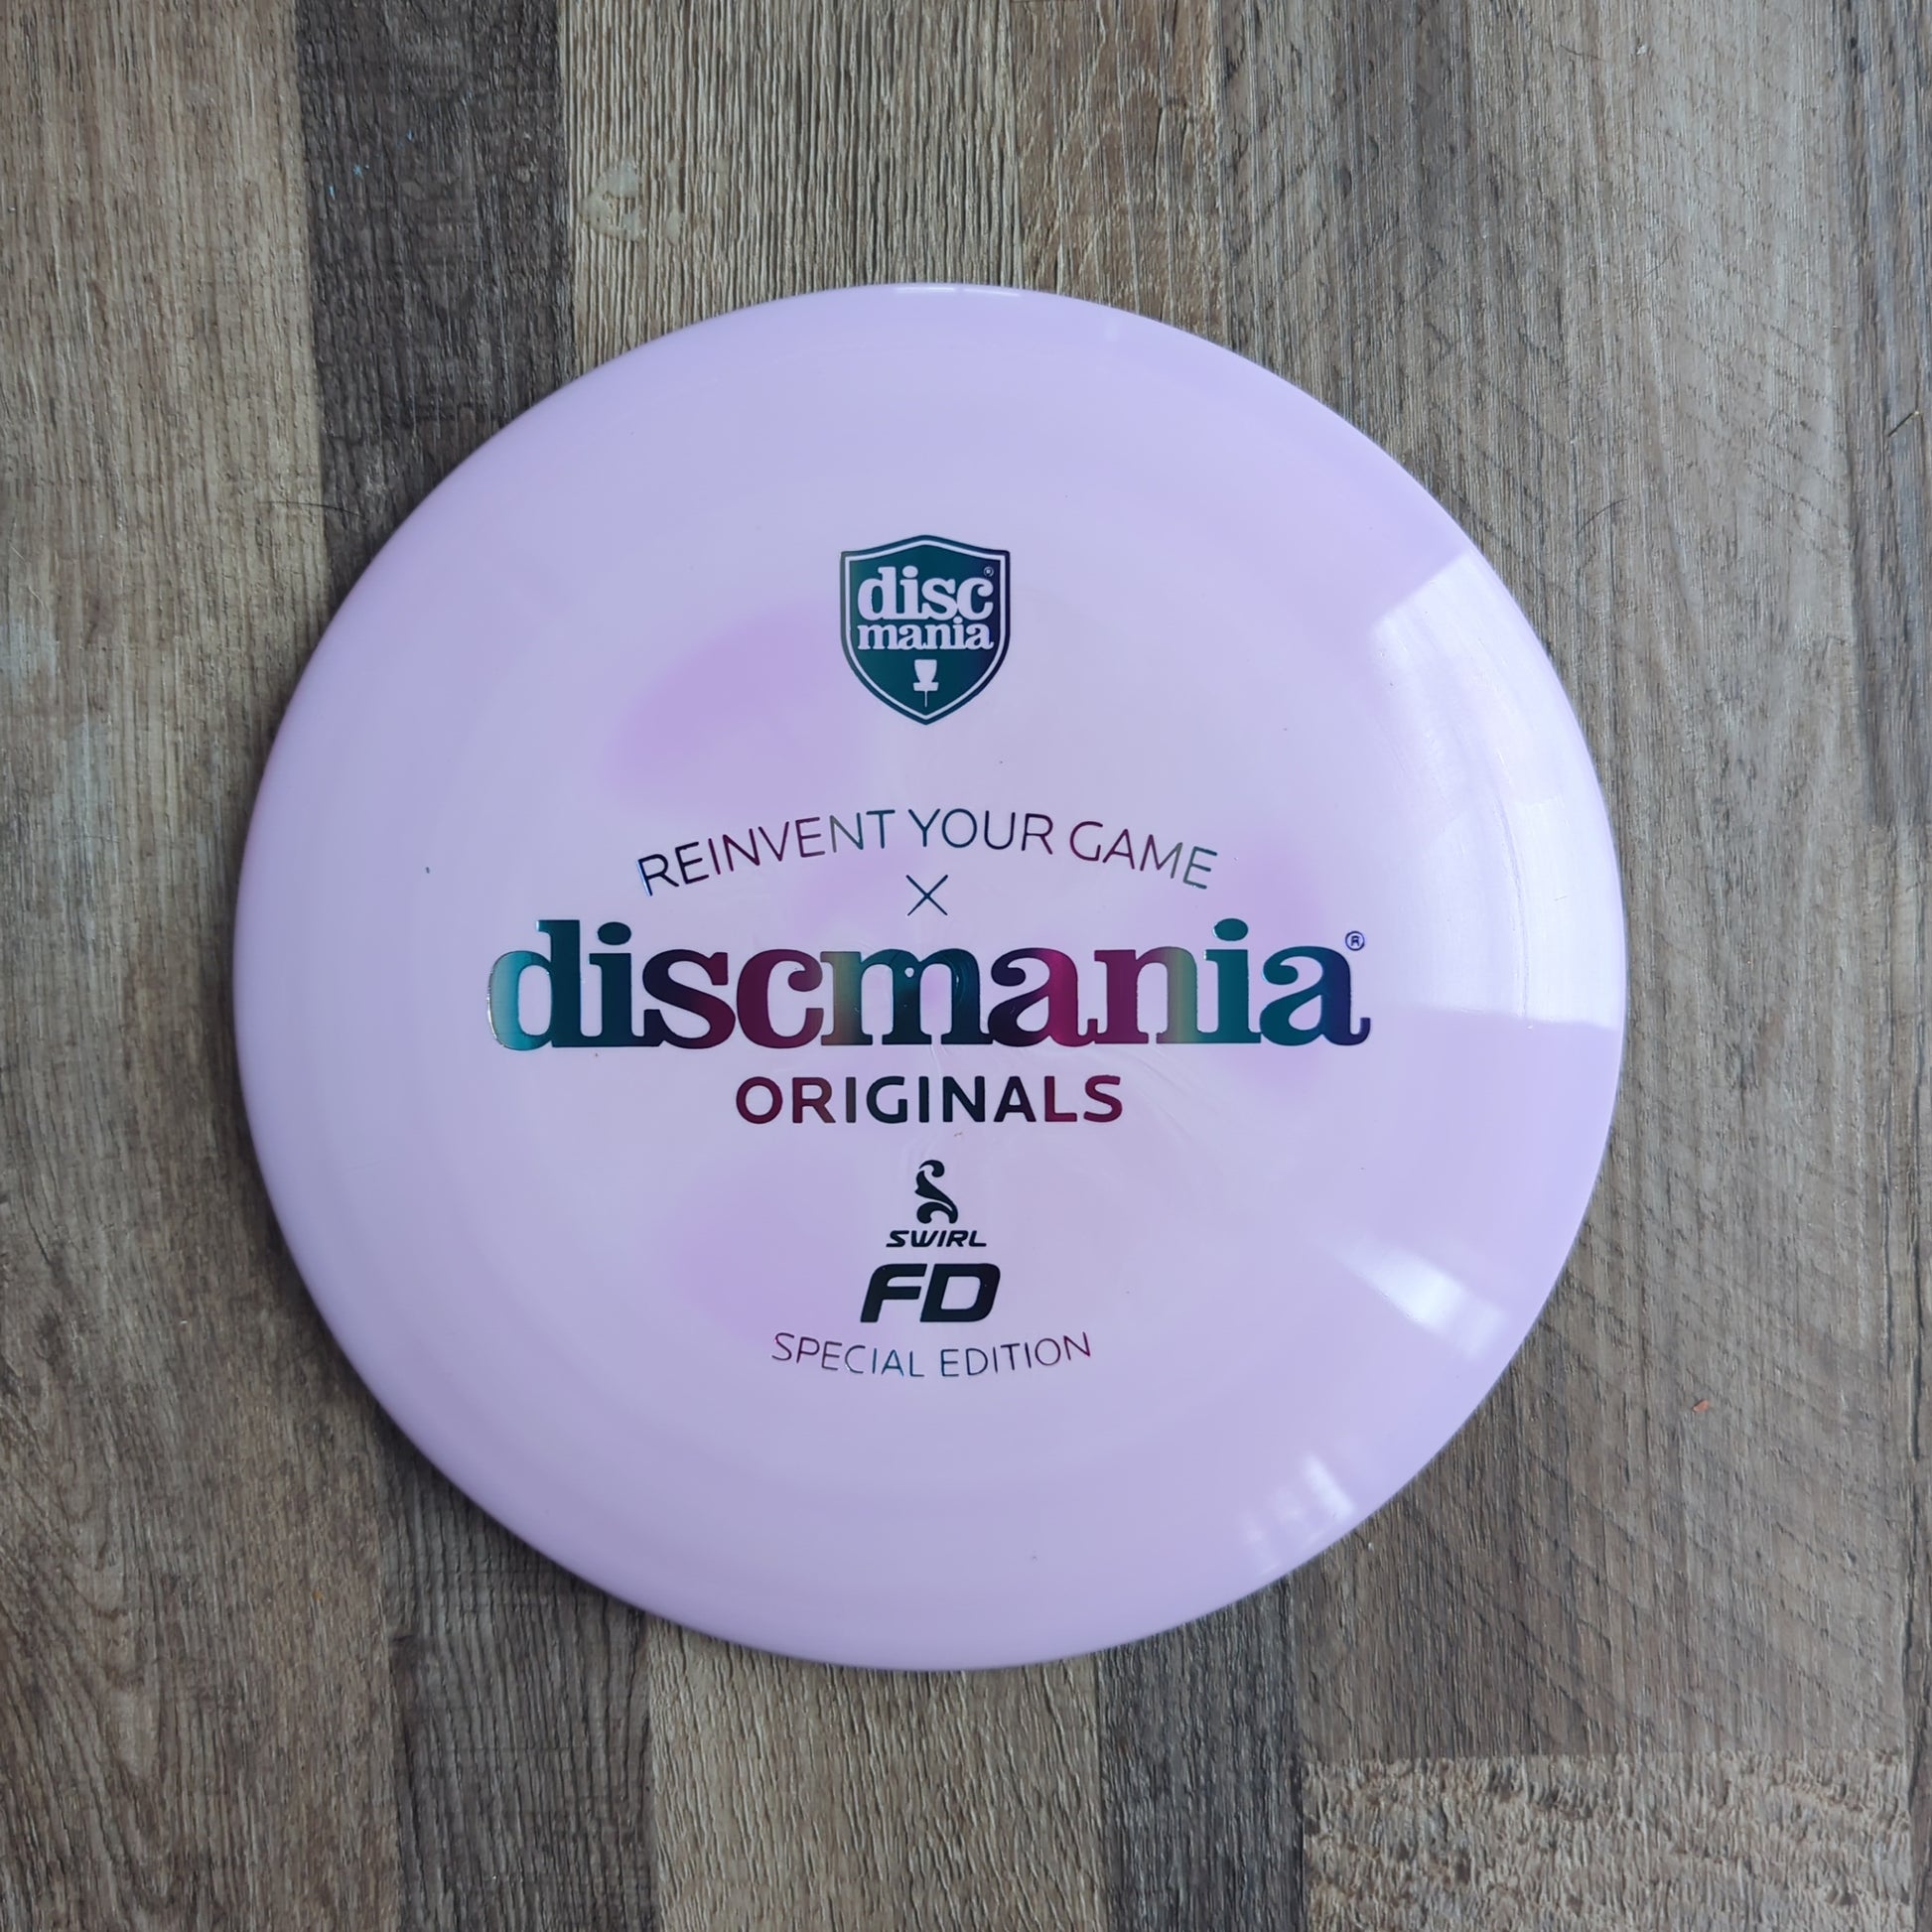 disc®
mania
REINVENT YOUR GAME
X
discmania®
ORIGINALS
SWIRL
FD
SPECIAL EDITION